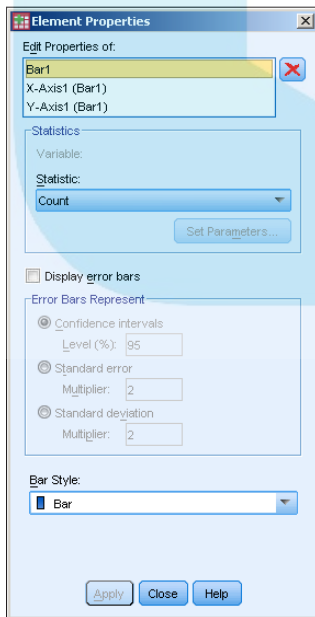 Element Properties
Edit Properties of:
Bar1
X-Axis1 (Bar1)
Y-Axis1 (Bar1)
Statistics
Variable:
Statistic:
Count
Set Parameters...
Display error bars
Error Bars Represent
Confidence intervals
Level (%): 95
Standard error
Multiplier: 2
Standard deviation
Multiplier: 2
Bar Style:
Bar
Apply Close Help